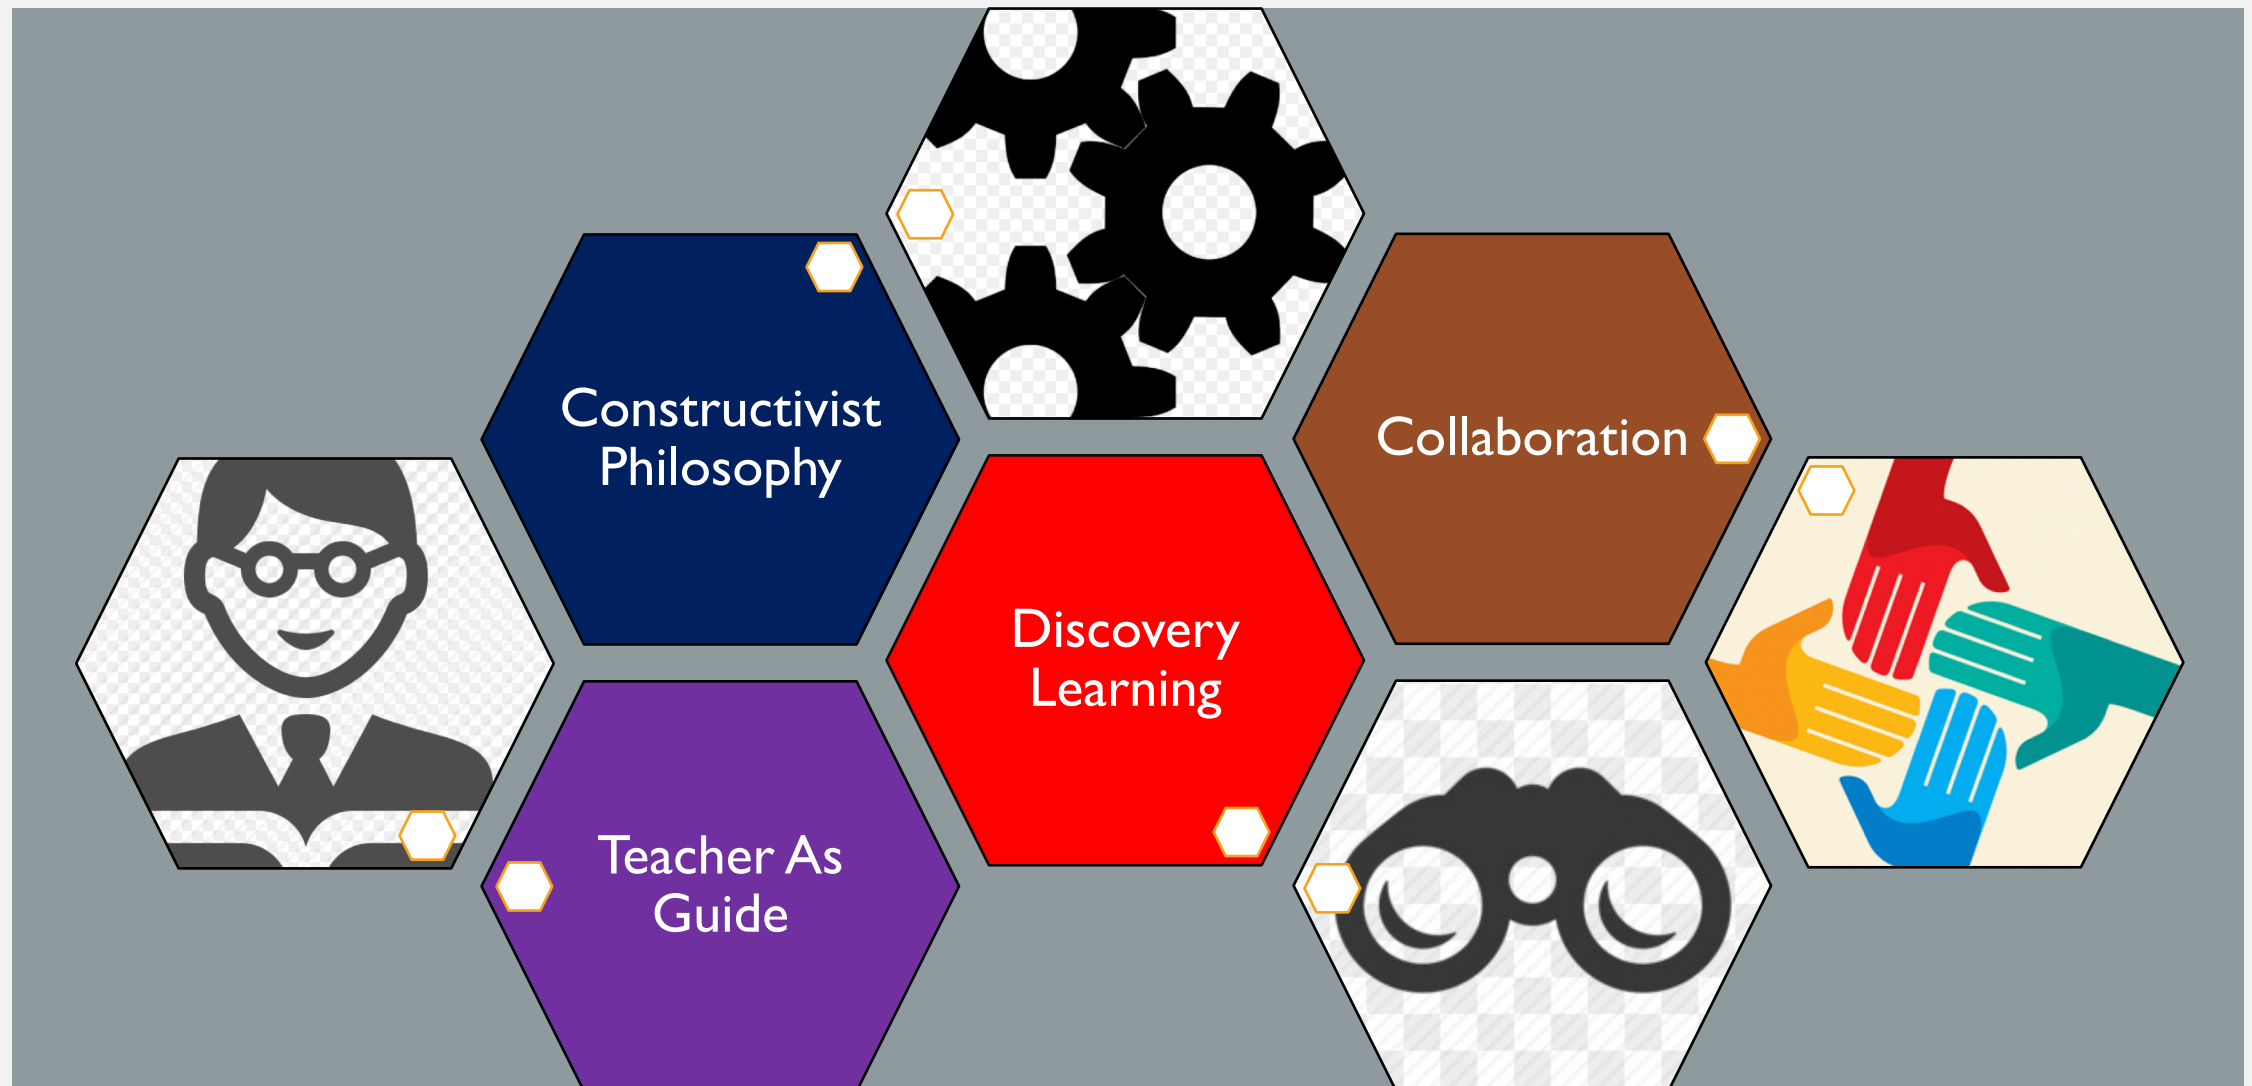 Constructivist
Philosophy
Collaboration
Discovery
Learning
Teacher As
Guide